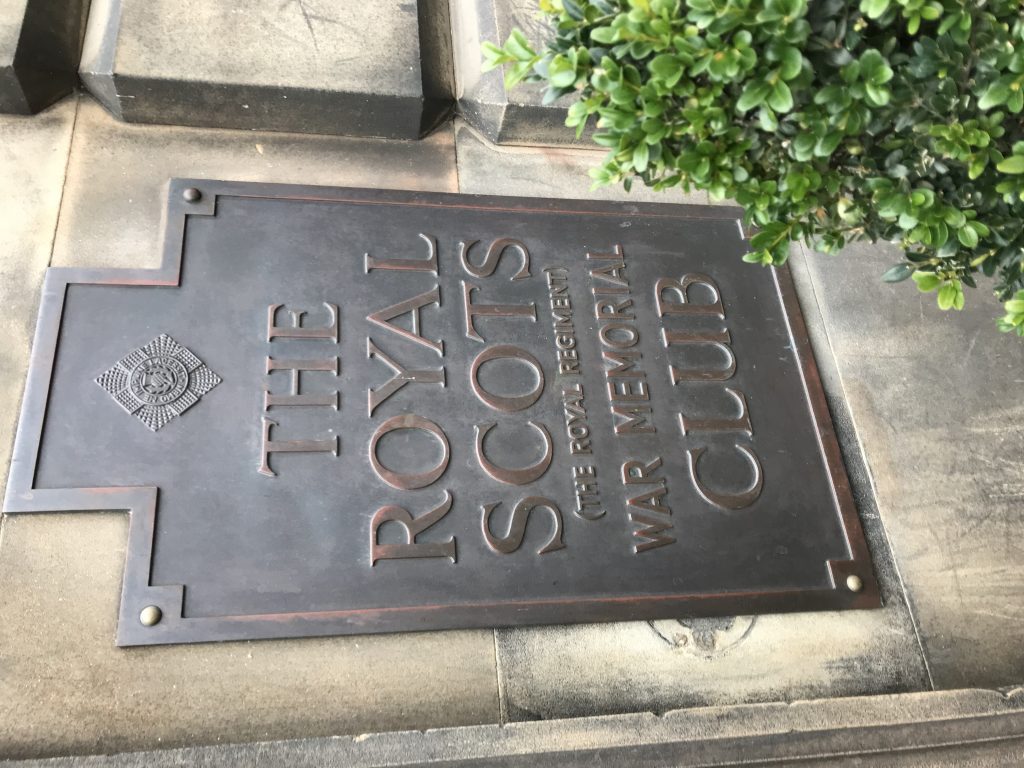 THE
ROYAL
SCOTS
(THE ROYAL REGIMENT)
WAR MEMORIAL
CLUB